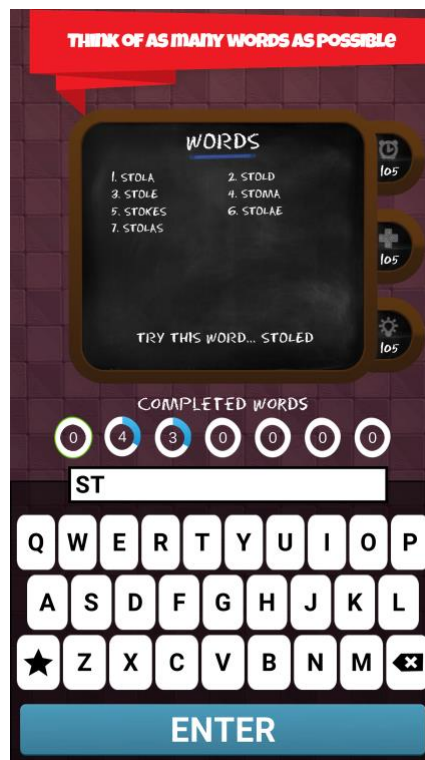 THINK OF AS MANY WORDS AS POSSIBLE
WORDS
1. STOLA 2. STOLD
3. STOLE 4. STOMA
5. STOKES 6. STOLAE
7. STOLAS
105
105
105
TRY THIS WORD... STOLED
COMPLETED WORDS
0 4 3 0 0 0 0
ST
Q W E R T Y U I O P
A S D F G H J K L
Z X C V B N M
ENTER